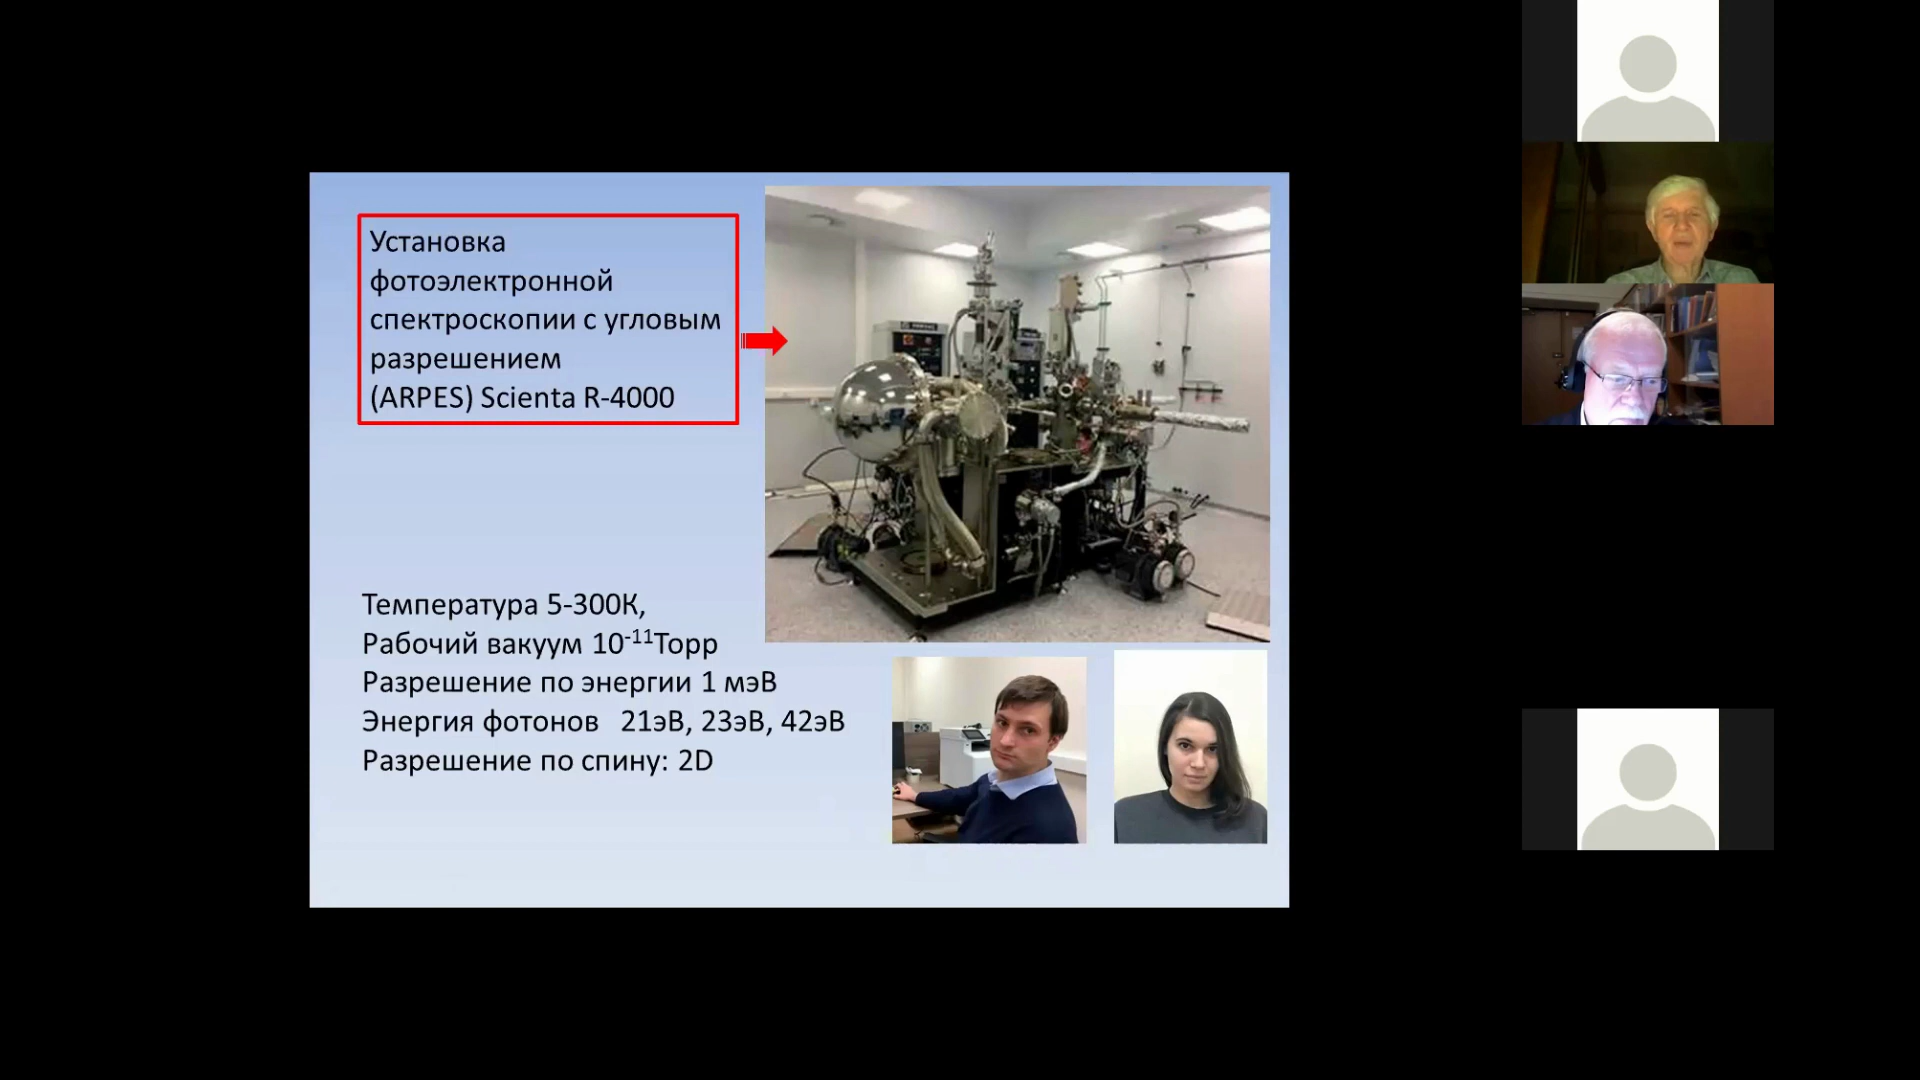 Установка
фотоэлектронной
спектроскопии с угловым
разрешением
(ARPES) Scienta R-4000
Температура 5-300К,
Рабочий вакуум 10⁻¹¹Торр
Разрешение по энергии 1 мэВ
Энергия фотонов 21эВ, 23эВ, 42эВ
Разрешение по спину: 2D